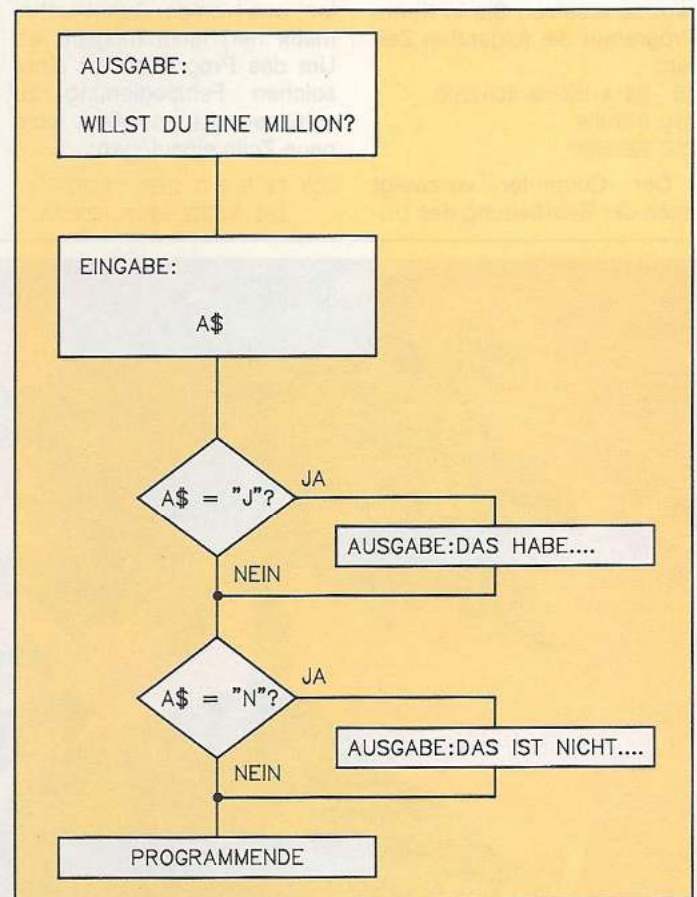 AUSGABE:
WILLST DU EINE MILLION?
EINGABE:
A$
A$ = "J"?
JA
AUSGABE:DAS HABE....
NEIN
A$ = "N"?
JA
AUSGABE:DAS IST NICHT....
NEIN
PROGRAMMENDE